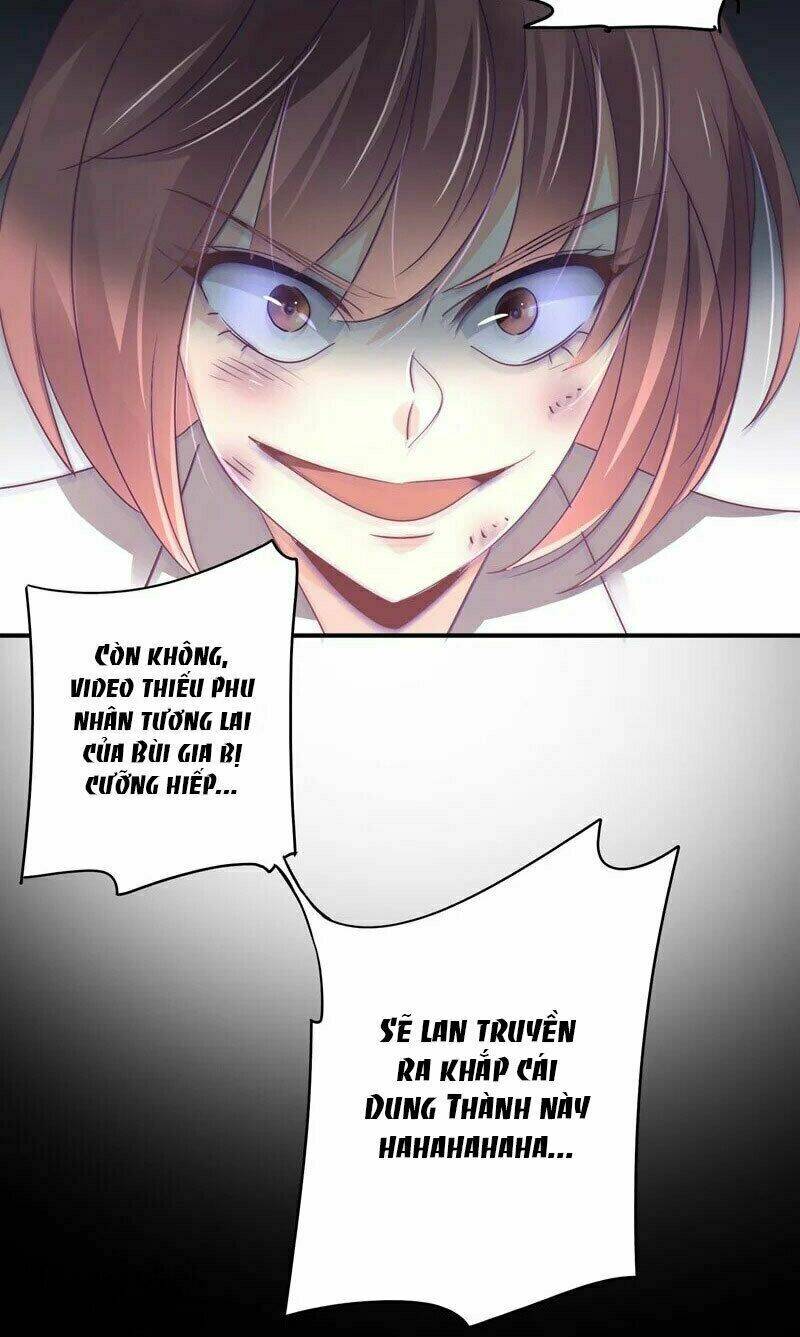 CÒN KHÔNG,
VIDEO THIẾU PHU
NHÂN TƯƠNG LAI
CỦA BÙI GIA BỊ
CƯỠNG HIẾP...
SẼ LAN TRUYỀN
RA KHẮP CÁI
DUNG THÀNH NÀY
HAHAHAHAHA...